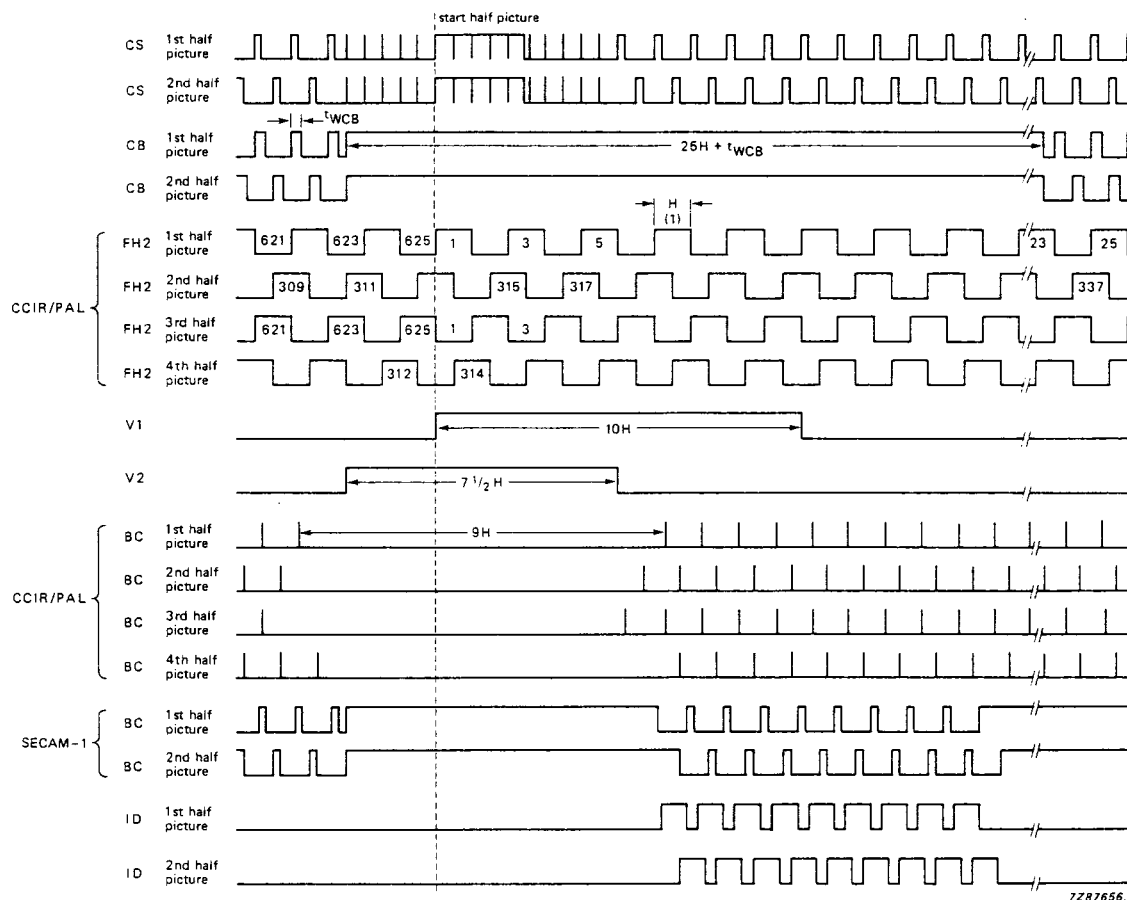 start half picture
CS 1st half picture
CS 2nd half picture
tWCB
CB 1st half picture
25H + tWCB
CB 2nd half picture
H
(1)
CCIR/PAL
FH2 1st half picture 621 623 625 1 3 5 23 25
FH2 2nd half picture 309 311 315 317 337
FH2 3rd half picture 621 623 625 1 3
FH2 4th half picture 312 314
V1 10H
V2 7 1/2 H
CCIR/PAL
BC 1st half picture 9H
BC 2nd half picture
BC 3rd half picture
BC 4th half picture
SECAM-1
BC 1st half picture
BC 2nd half picture
ID 1st half picture
ID 2nd half picture
7Z87656.